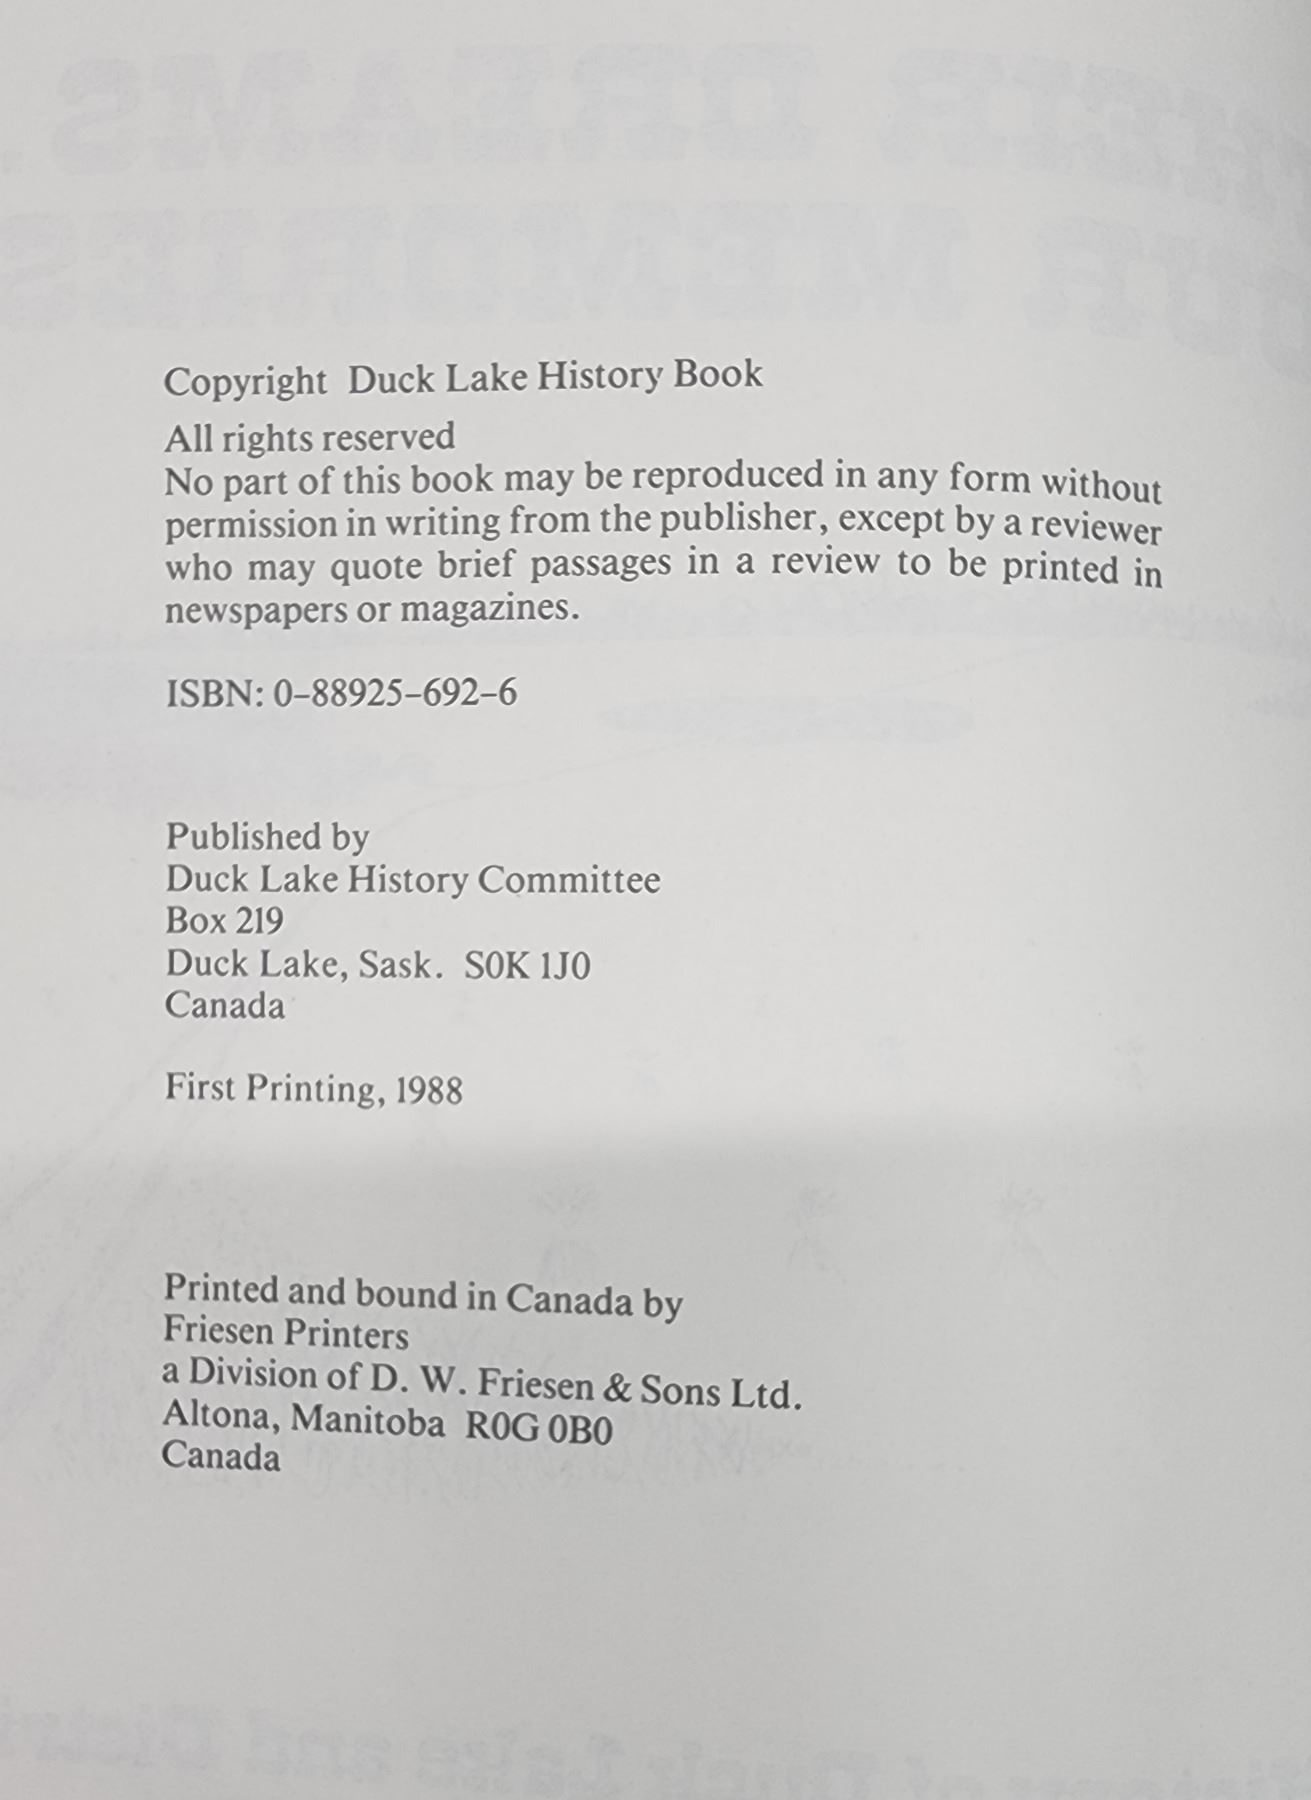 Copyright Duck Lake History Book
All rights reserved
No part of this book may be reproduced in any form without
permission in writing from the publisher, except by a reviewer
who may quote brief passages in a review to be printed in
newspapers or magazines.
ISBN: 0-88925-692-6
Published by
Duck Lake History Committee
Box 219
Duck Lake, Sask. S0K 1J0
Canada
First Printing, 1988
Printed and bound in Canada by
Friesen Printers
a Division of D. W. Friesen & Sons Ltd.
Altona, Manitoba R0G 0B0
Canada